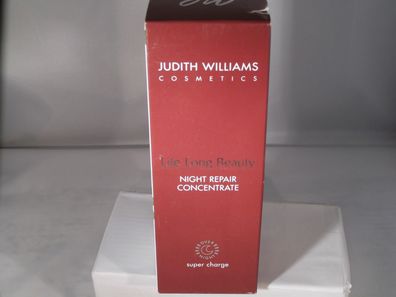 JUDITH WILLIAMS
COSMETICS
Life Long Beauty
NIGHT REPAIR
CONCENTRATE
super charge